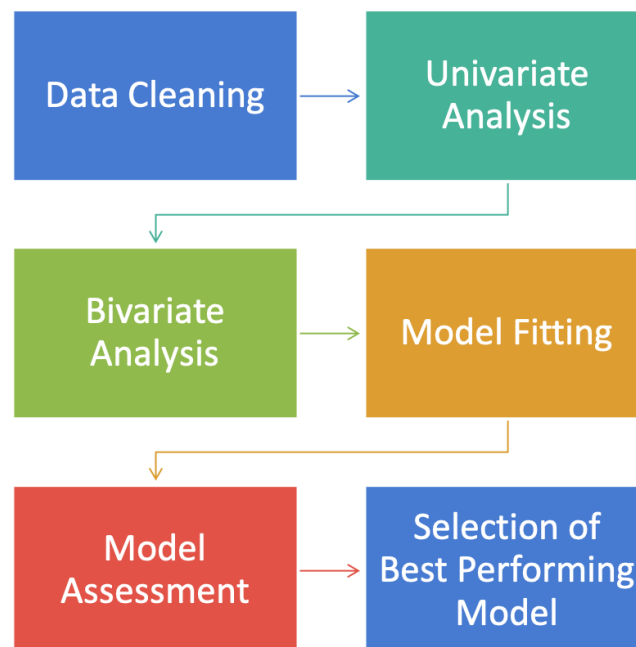 Data Cleaning
Univariate
Analysis
Bivariate
Analysis
Model Fitting
Model
Assessment
Selection of
Best Performing
Model